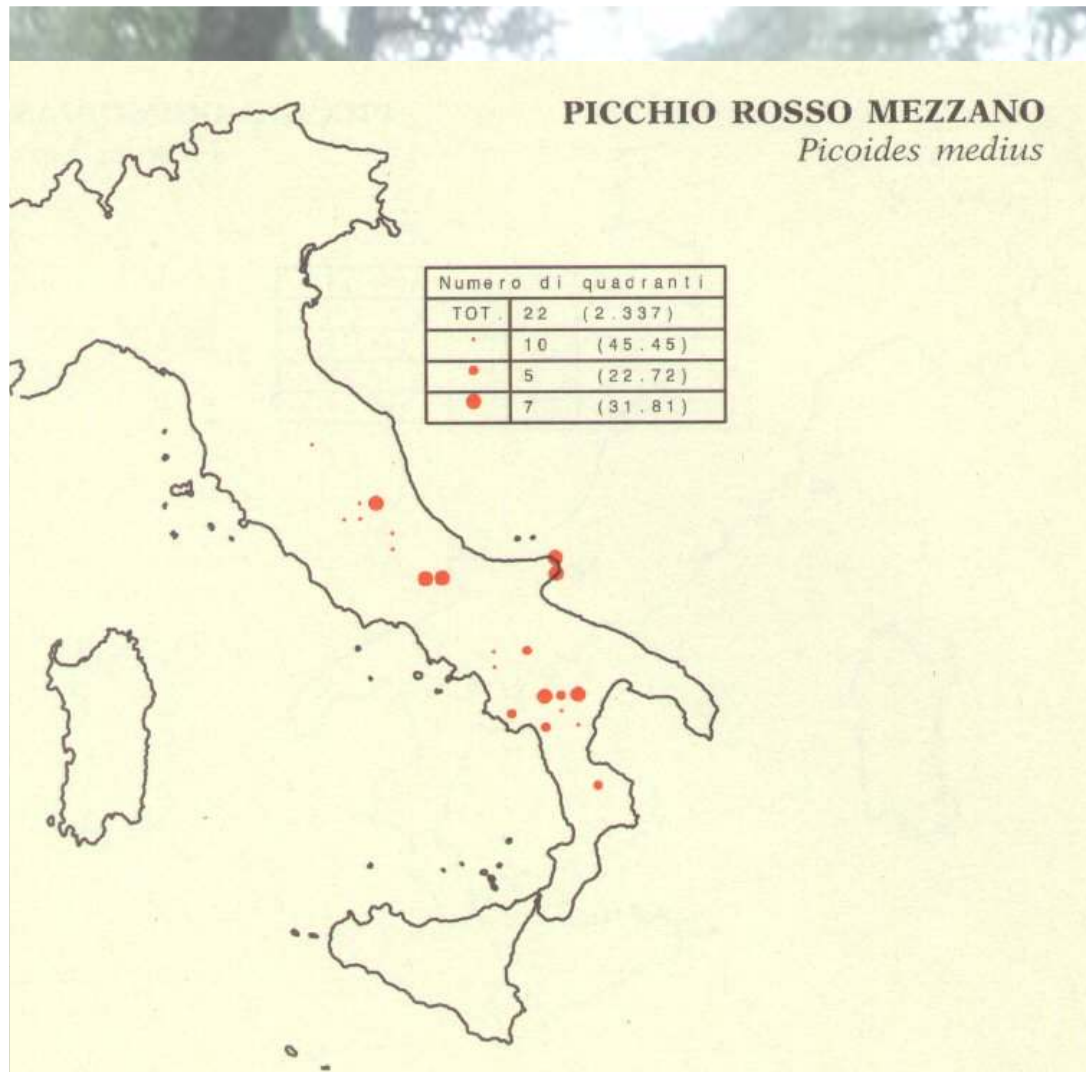 PICCHIO ROSSO MEZZANO
Picoides medius
Numero di quadranti
TOT. 22 (2.337)
10 (45.45)
5 (22.72)
7 (31.81)